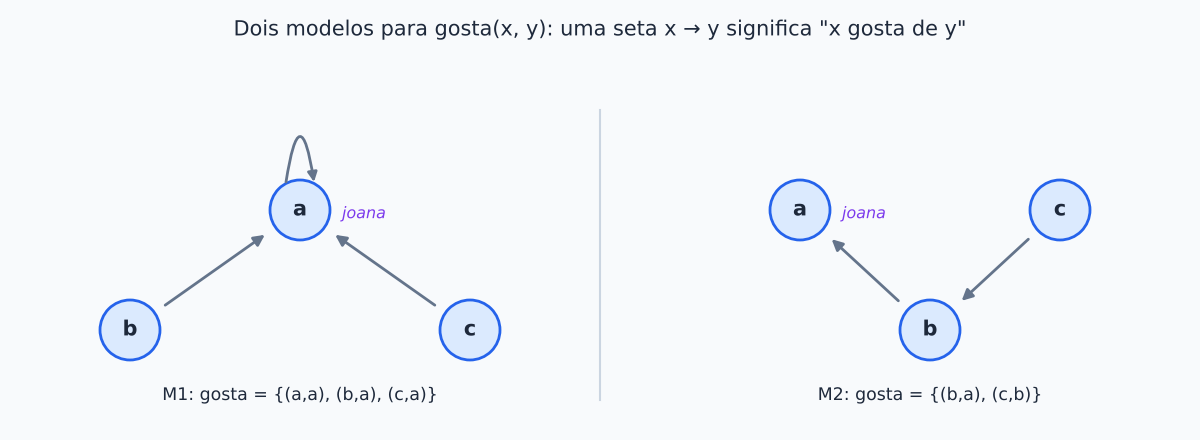 Dois modelos para gosta(x, y): uma seta x → y significa "x gosta de y"
a
joana
b
c
M1: gosta = {(a,a), (b,a), (c,a)}
a
joana
c
b
M2: gosta = {(b,a), (c,b)}